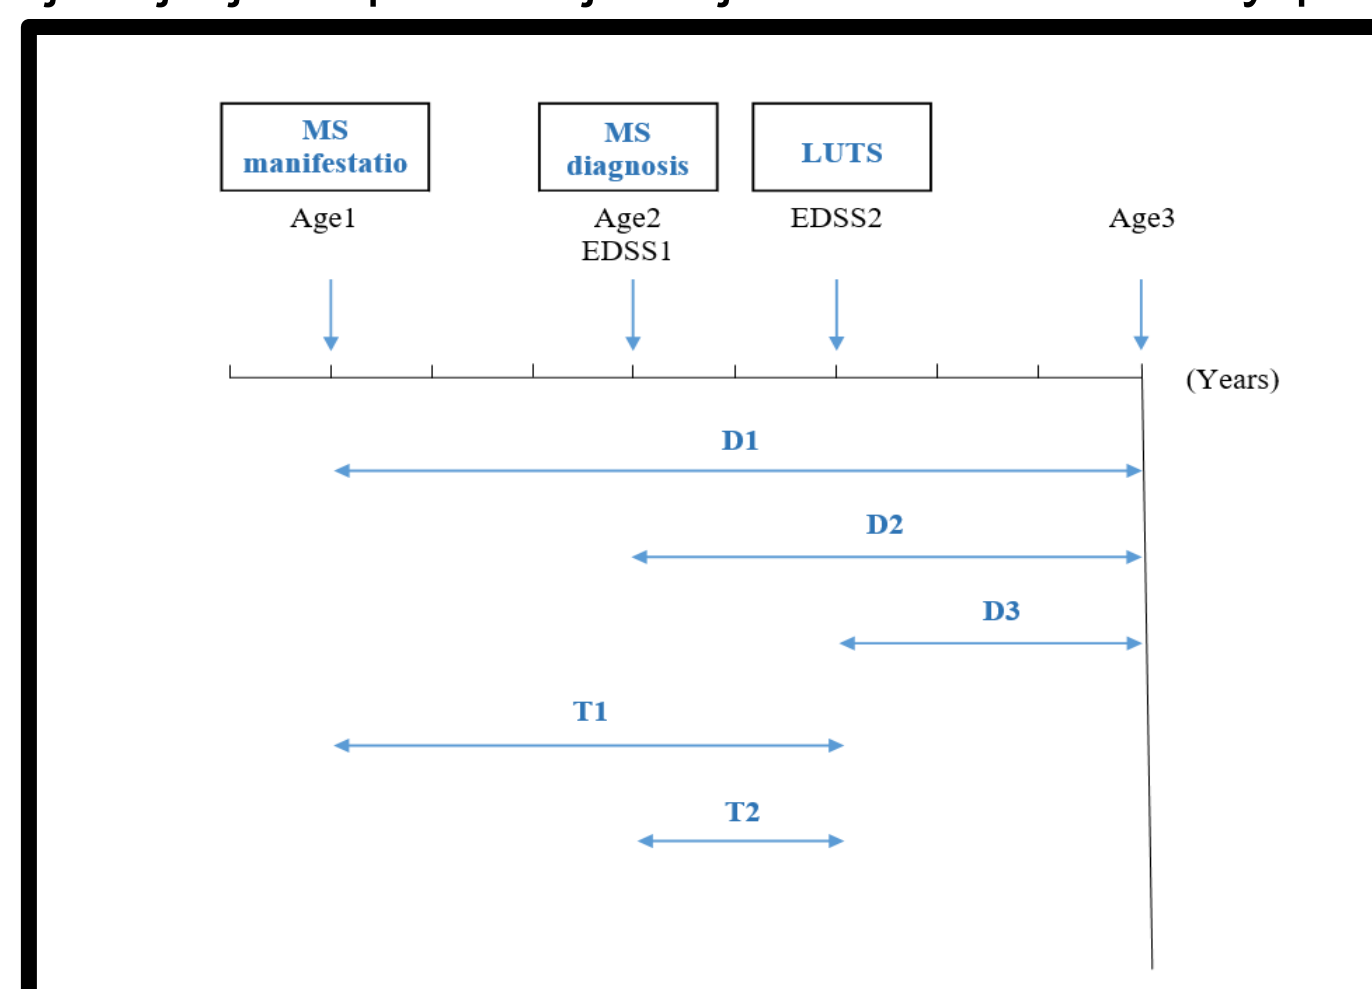 MS
manifestatio
MS
diagnosis
LUTS
Age1
Age2
EDSS1
EDSS2
Age3
(Years)
D1
D2
D3
T1
T2